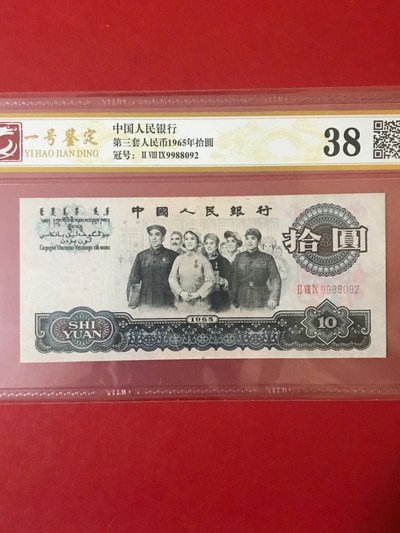 一号鉴定
YI HAO JIAN DING
中国人民银行
第三套人民币1965年拾圆
冠号: II VIII IX 9988092
38
中國人民銀行
拾圓
II VIII IX 9988092
1965
SHI
YUAN
10